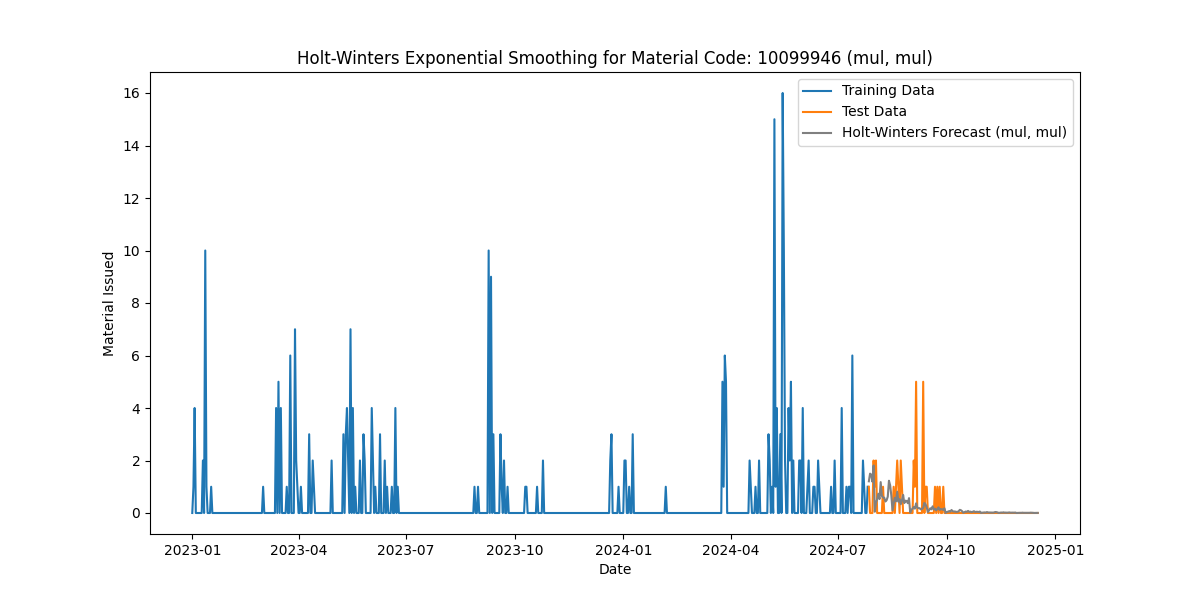 Holt-Winters Exponential Smoothing for Material Code: 10099946 (mul, mul)
Training Data
Test Data
Holt-Winters Forecast (mul, mul)
Material Issued
16
14
12
10
8
6
4
2
0
2023-01 2023-04 2023-07 2023-10 2024-01 2024-04 2024-07 2024-10 2025-01
Date